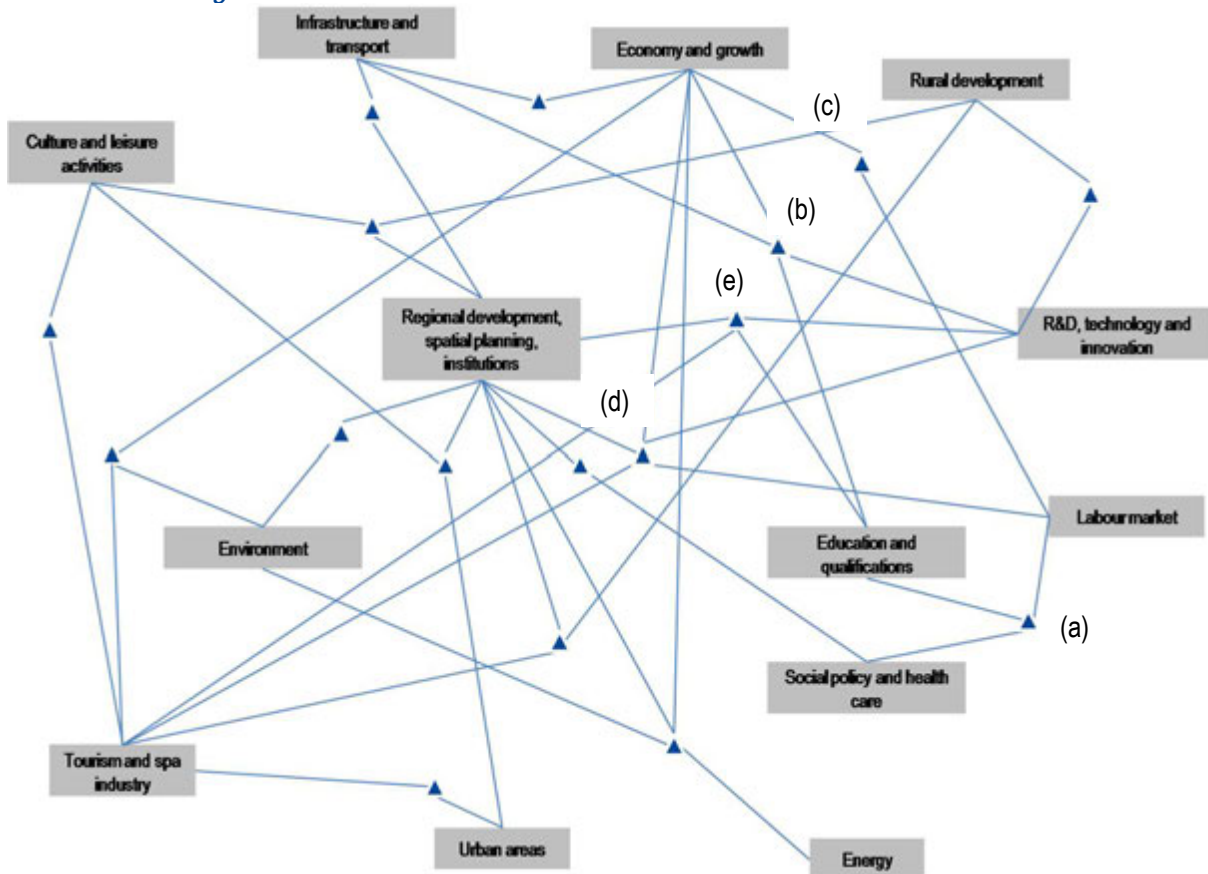 Infrastructure and
transport
Economy and growth
Rural development
(c)
Culture and leisure
activities
(b)
(e)
Regional development,
spatial planning,
institutions
R&D, technology and
innovation
(d)
Labour market
Environment
Education and
qualifications
(a)
Social policy and health
care
Tourism and spa
industry
Urban areas
Energy